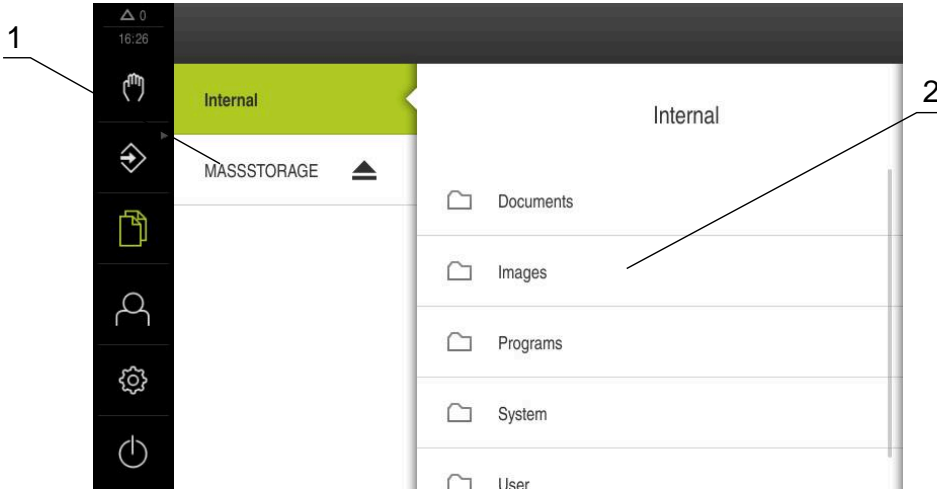 0
16:26
1
2
Internal
Internal
MASSSTORAGE
Documents
Images
Programs
System
User